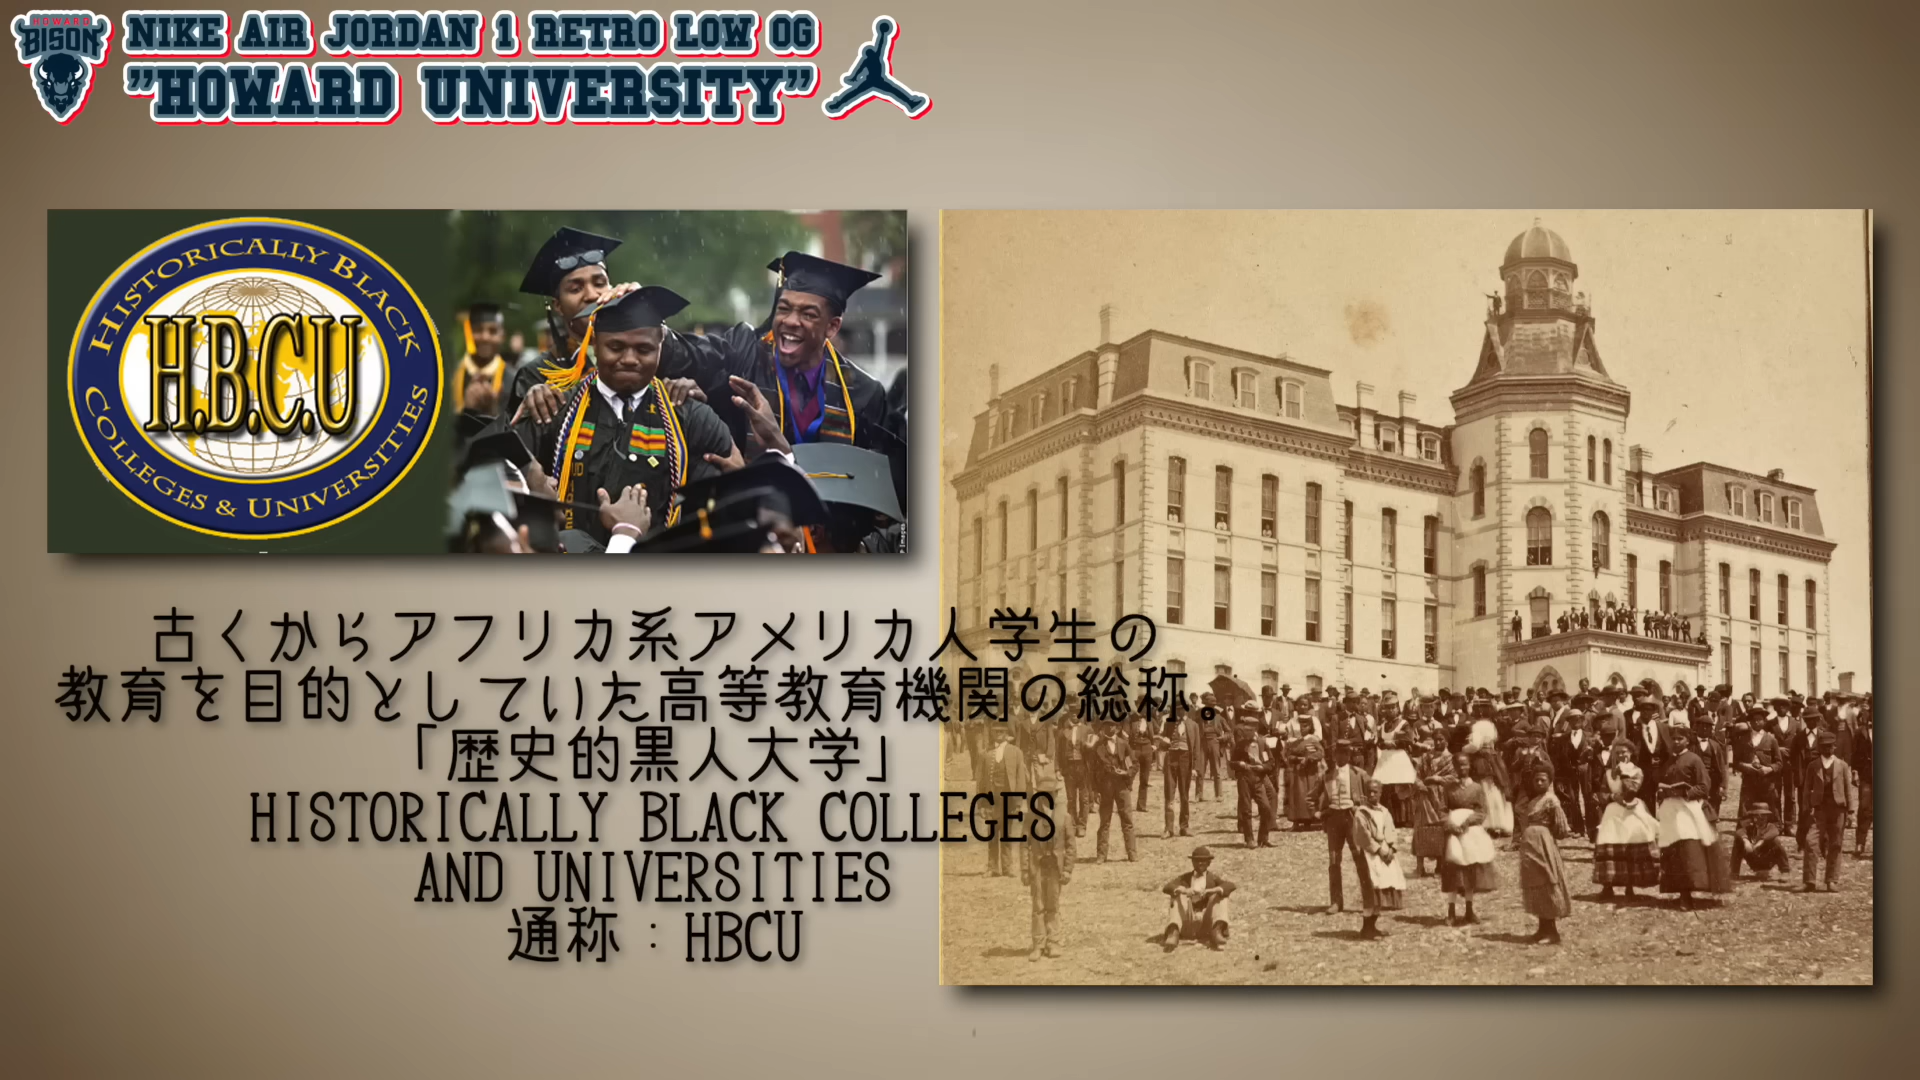 HOWARD
BISON
NIKE AIR JORDAN 1 RETRO LOW OG
"HOWARD UNIVERSITY"
HISTORICALLY BLACK
H.B.C.U
COLLEGES & UNIVERSITIES
古くからアフリカ系アメリカ人学生の
教育を目的としていた高等教育機関の総称。
「歴史的黒人大学」
HISTORICALLY BLACK COLLEGES
AND UNIVERSITIES
通称：HBCU